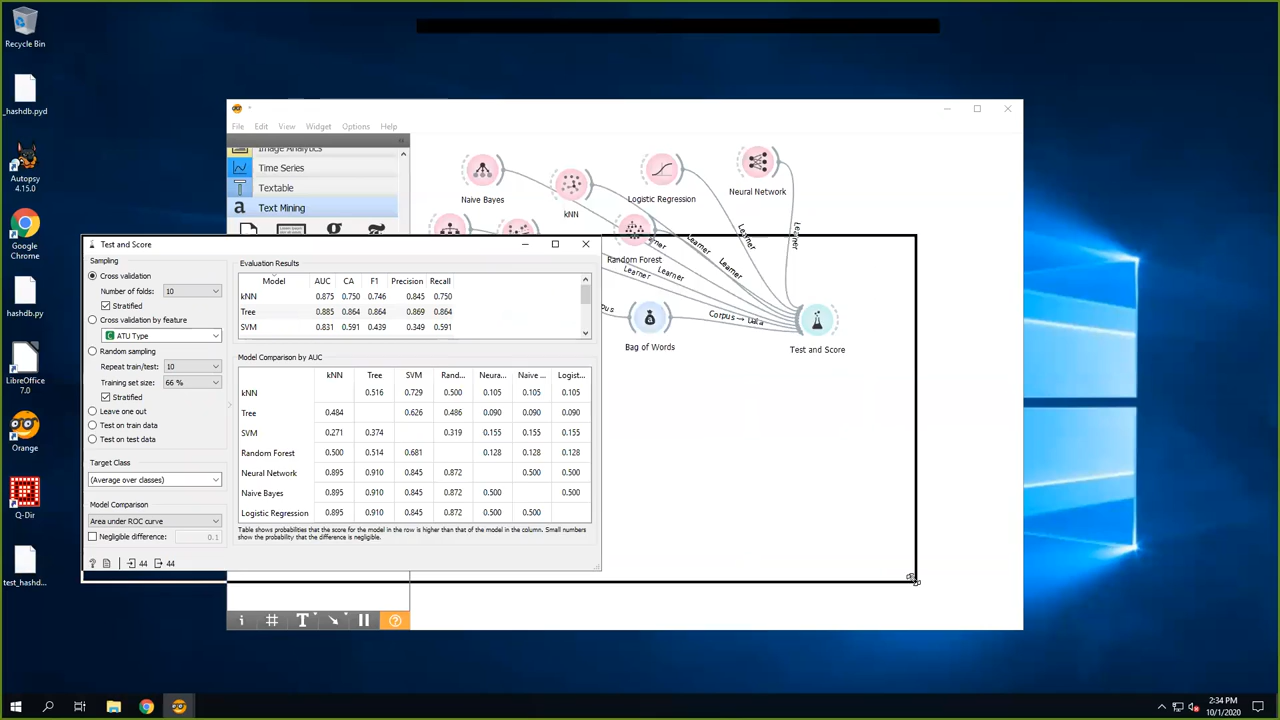 Recycle Bin
_hashdb.pyd
Autopsy
4.15.0
Google
Chrome
hashdb.py
LibreOffice
7.0
Orange
Q-Dir
test_hashd...
File Edit View Widget Options Help
Image Analytics
Time Series
Textable
Text Mining
Naive Bayes
kNN
Logistic Regression
Neural Network
Random Forest
Learner
Learner
Learner
Learner
Learner
Learner
Bag of Words
Corpus → Data
Test and Score
Test and Score
Sampling
Cross validation
Number of folds: 10
Stratified
Cross validation by feature
C ATU Type
Random sampling
Repeat train/test: 10
Training set size: 66 %
Stratified
Leave one out
Test on train data
Test on test data
Target Class
(Average over classes)
Model Comparison
Area under ROC curve
Negligible difference: 0.1
44 44
Evaluation Results
Model AUC CA F1 Precision Recall
kNN 0.875 0.750 0.746 0.845 0.750
Tree 0.885 0.864 0.864 0.869 0.864
SVM 0.831 0.591 0.439 0.349 0.591
Model Comparison by AUC
kNN Tree SVM Rand... Neura... Naive ... Logist...
kNN 0.516 0.729 0.500 0.105 0.105 0.105
Tree 0.484 0.626 0.486 0.090 0.090 0.090
SVM 0.271 0.374 0.319 0.155 0.155 0.155
Random Forest 0.500 0.514 0.681 0.128 0.128 0.128
Neural Network 0.895 0.910 0.845 0.872 0.500 0.500
Naive Bayes 0.895 0.910 0.845 0.872 0.500 0.500
Logistic Regression 0.895 0.910 0.845 0.872 0.500 0.500
Table shows probabilities that the score for the model in the row is higher than that of the model in the column. Small numbers
show the probability that the difference is negligible.
2:34 PM
10/1/2020